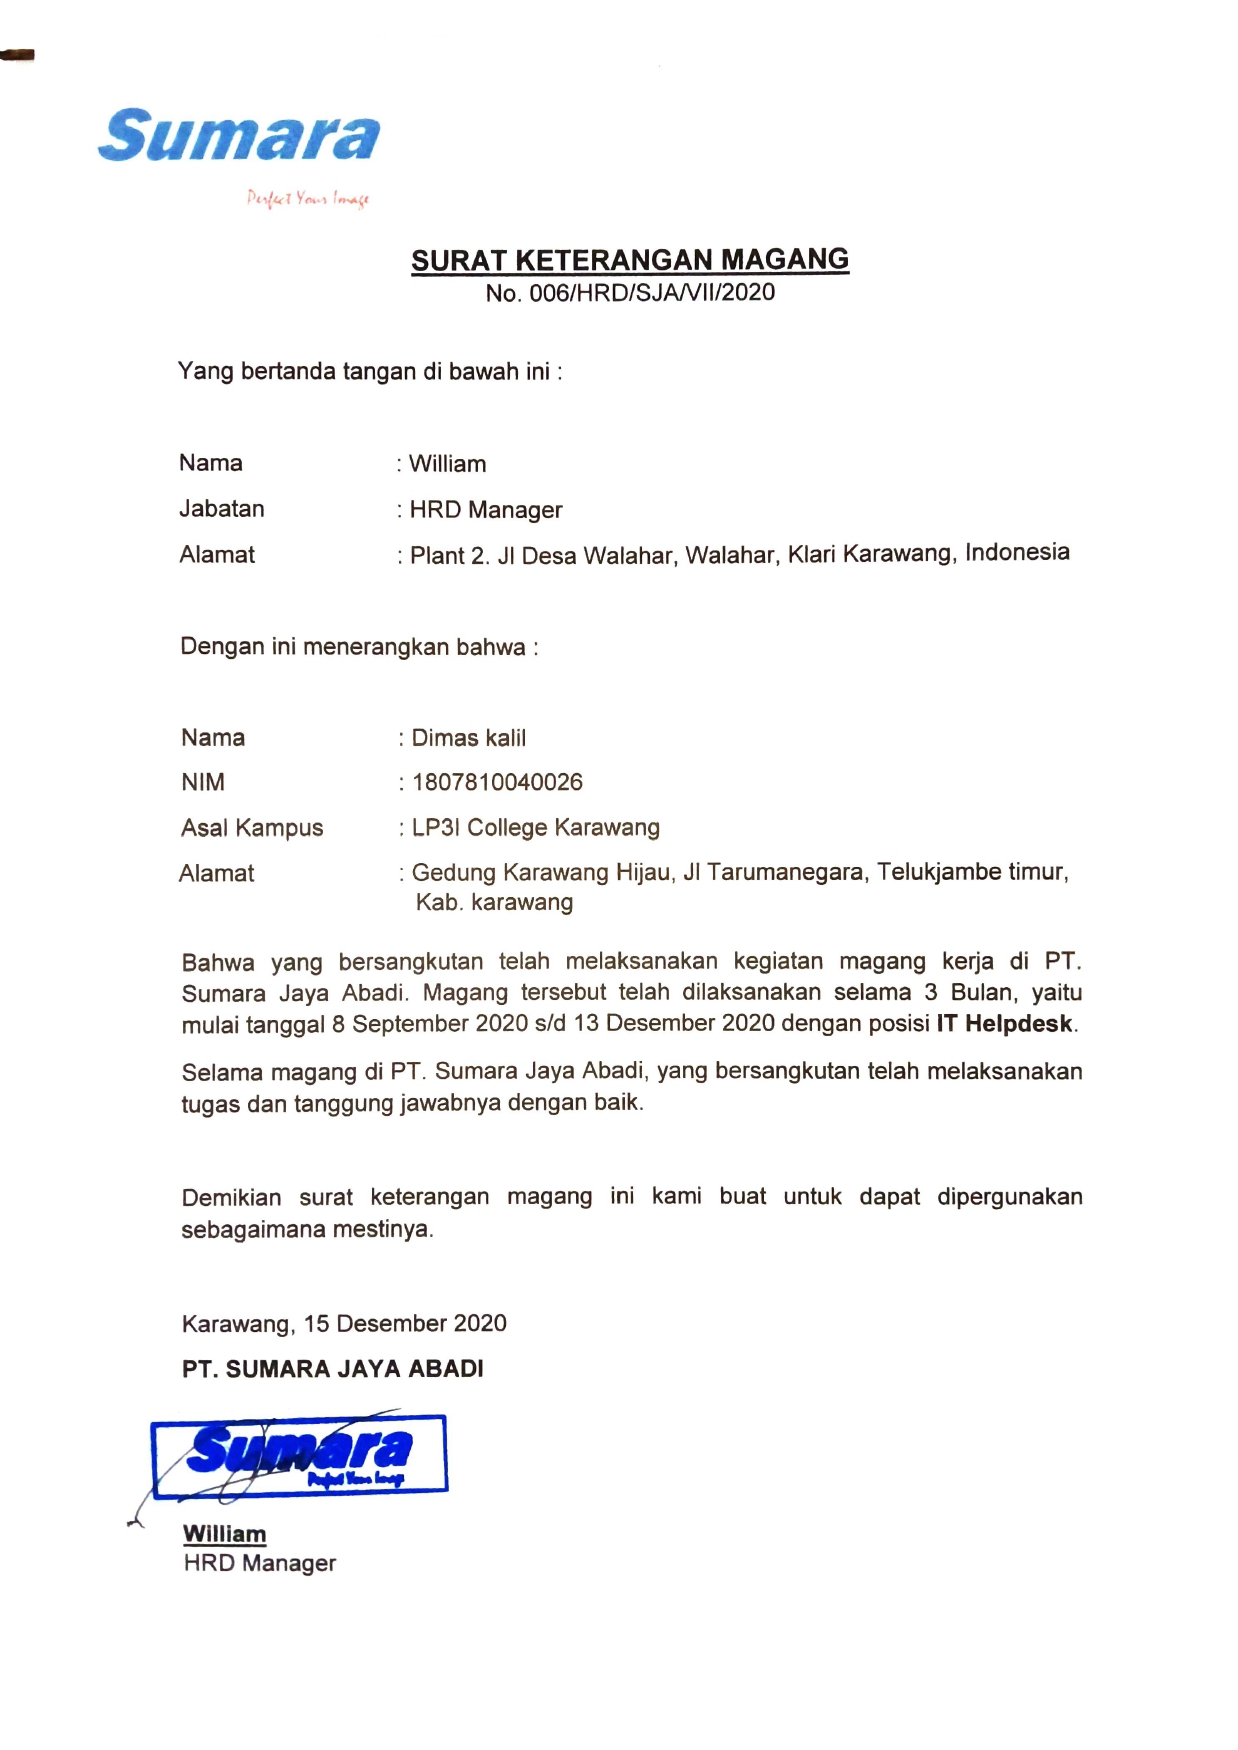 Sumara
Perfect Your Image
SURAT KETERANGAN MAGANG
No. 006/HRD/SJA/VII/2020
Yang bertanda tangan di bawah ini :
Nama : William
Jabatan : HRD Manager
Alamat : Plant 2. Jl Desa Walahar, Walahar, Klari Karawang, Indonesia
Dengan ini menerangkan bahwa :
Nama : Dimas kalil
NIM : 1807810040026
Asal Kampus : LP3I College Karawang
Alamat : Gedung Karawang Hijau, Jl Tarumanegara, Telukjambe timur,
Kab. karawang
Bahwa yang bersangkutan telah melaksanakan kegiatan magang kerja di PT.
Sumara Jaya Abadi. Magang tersebut telah dilaksanakan selama 3 Bulan, yaitu
mulai tanggal 8 September 2020 s/d 13 Desember 2020 dengan posisi IT Helpdesk.
Selama magang di PT. Sumara Jaya Abadi, yang bersangkutan telah melaksanakan
tugas dan tanggung jawabnya dengan baik.
Demikian surat keterangan magang ini kami buat untuk dapat dipergunakan
sebagaimana mestinya.
Karawang, 15 Desember 2020
PT. SUMARA JAYA ABADI
Sumara
Perfect Your Image
William
HRD Manager